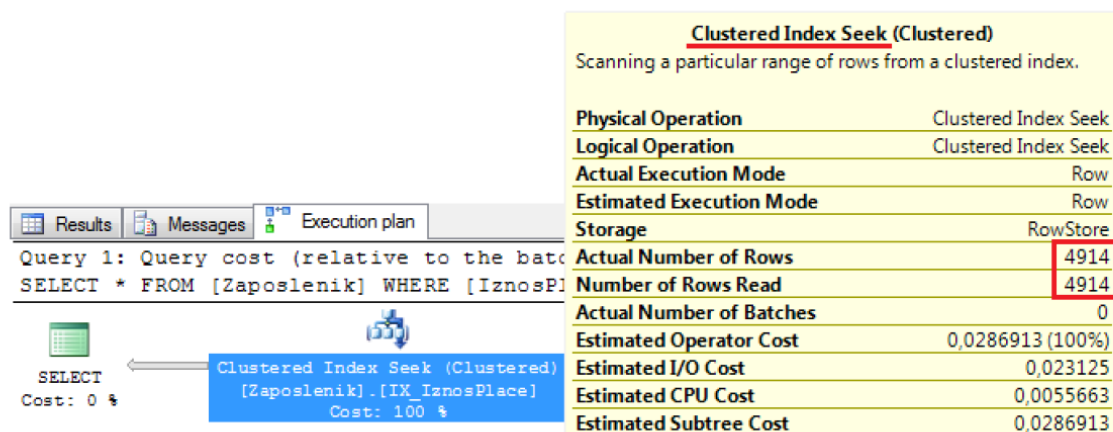 Clustered Index Seek (Clustered)
Scanning a particular range of rows from a clustered index.
Physical Operation Clustered Index Seek
Logical Operation Clustered Index Seek
Actual Execution Mode Row
Estimated Execution Mode Row
Storage RowStore
Actual Number of Rows 4914
Number of Rows Read 4914
Actual Number of Batches 0
Estimated Operator Cost 0,0286913 (100%)
Estimated I/O Cost 0,023125
Estimated CPU Cost 0,0055663
Estimated Subtree Cost 0,0286913
Results Messages Execution plan
Query 1: Query cost (relative to the batc
SELECT * FROM [Zaposlenik] WHERE [IznosPl
SELECT
Cost: 0 %
Clustered Index Seek (Clustered)
[Zaposlenik].[IX_IznosPlace]
Cost: 100 %